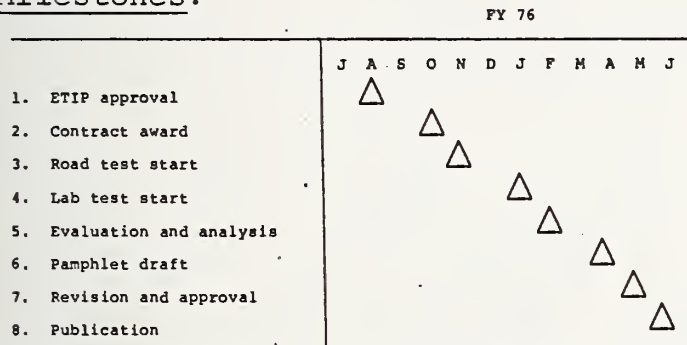 Milestones:
FY 76
J A S O N D J F M A M J
1. ETIP approval
2. Contract award
3. Road test start
4. Lab test start
5. Evaluation and analysis
6. Pamphlet draft
7. Revision and approval
8. Publication